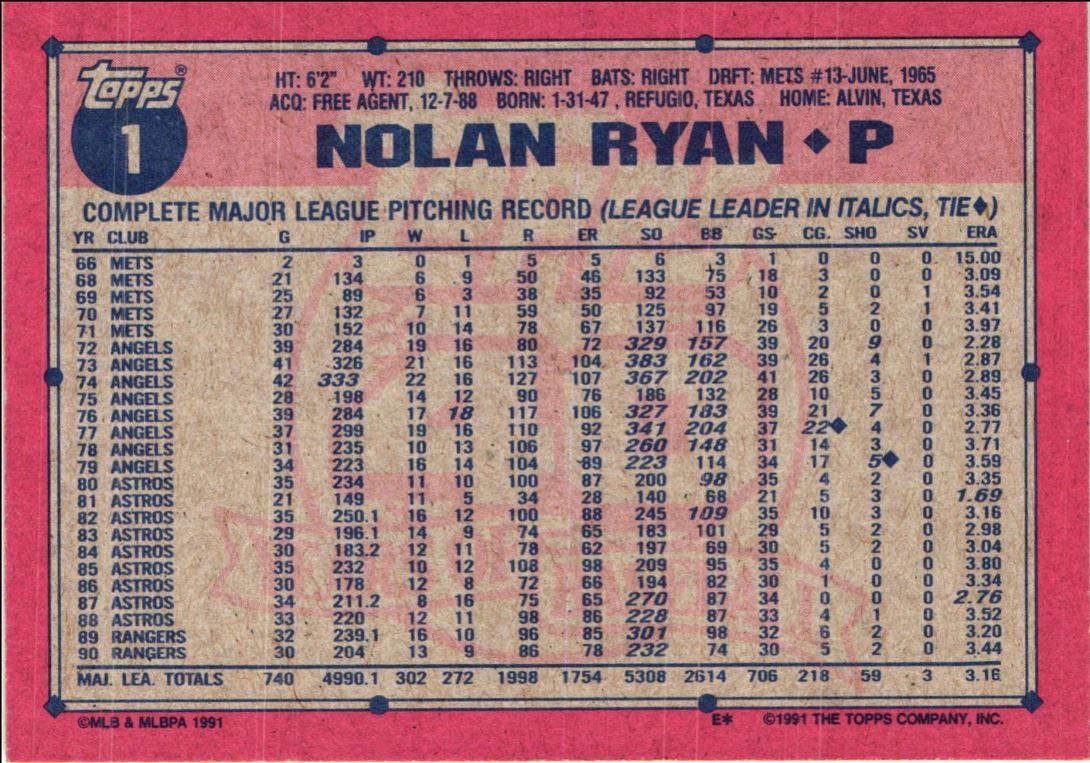 Topps®
1
HT: 6'2" WT: 210 THROWS: RIGHT BATS: RIGHT DRFT: METS #13-JUNE, 1965
ACQ: FREE AGENT, 12-7-88 BORN: 1-31-47 , REFUGIO, TEXAS HOME: ALVIN, TEXAS
NOLAN RYAN ♦ P
COMPLETE MAJOR LEAGUE PITCHING RECORD (LEAGUE LEADER IN ITALICS, TIE♦)
YR CLUB G IP W L R ER SO BB GS CG. SHO SV ERA
66 METS 2 3 0 1 5 5 6 3 1 0 0 0 15.00
68 METS 21 134 6 9 50 46 133 75 18 3 0 0 3.09
69 METS 25 89 6 3 38 35 92 53 10 2 0 1 3.54
70 METS 27 132 7 11 59 50 125 97 19 5 2 1 3.41
71 METS 30 152 10 14 78 67 137 116 26 3 0 0 3.97
72 ANGELS 39 284 19 16 80 72 329 157 39 20 9 0 2.28
73 ANGELS 41 326 21 16 113 104 383 162 39 26 4 1 2.87
74 ANGELS 42 333 22 16 127 107 367 202 41 26 3 0 2.89
75 ANGELS 28 198 14 12 90 76 186 132 28 10 5 0 3.45
76 ANGELS 39 284 17 18 117 106 327 183 39 21 7 0 3.36
77 ANGELS 37 299 19 16 110 92 341 204 37 22♦ 4 0 2.77
78 ANGELS 31 235 10 13 106 97 260 148 31 14 3 0 3.71
79 ANGELS 34 223 16 14 104 89 223 114 34 17 5♦ 0 3.59
80 ASTROS 35 234 11 10 100 87 200 98 35 4 2 0 3.35
81 ASTROS 21 149 11 5 34 28 140 68 21 5 3 0 1.69
82 ASTROS 35 250.1 16 12 100 88 245 109 35 10 3 0 3.16
83 ASTROS 29 196.1 14 9 74 65 183 101 29 5 2 0 2.98
84 ASTROS 30 183.2 12 11 78 62 197 69 30 5 2 0 3.04
85 ASTROS 35 232 10 12 108 98 209 95 35 4 0 0 3.80
86 ASTROS 30 178 12 8 72 66 194 82 30 1 0 0 3.34
87 ASTROS 34 211.2 8 16 75 65 270 87 34 0 0 0 2.76
88 ASTROS 33 220 12 11 98 86 228 87 33 4 1 0 3.52
89 RANGERS 32 239.1 16 10 96 85 301 98 32 6 2 0 3.20
90 RANGERS 30 204 13 9 86 78 232 74 30 5 2 0 3.44
MAJ. LEA. TOTALS 740 4990.1 302 272 1998 1754 5308 2614 706 218 59 3 3.16
©MLB & MLBPA 1991 E* ©1991 THE TOPPS COMPANY, INC.